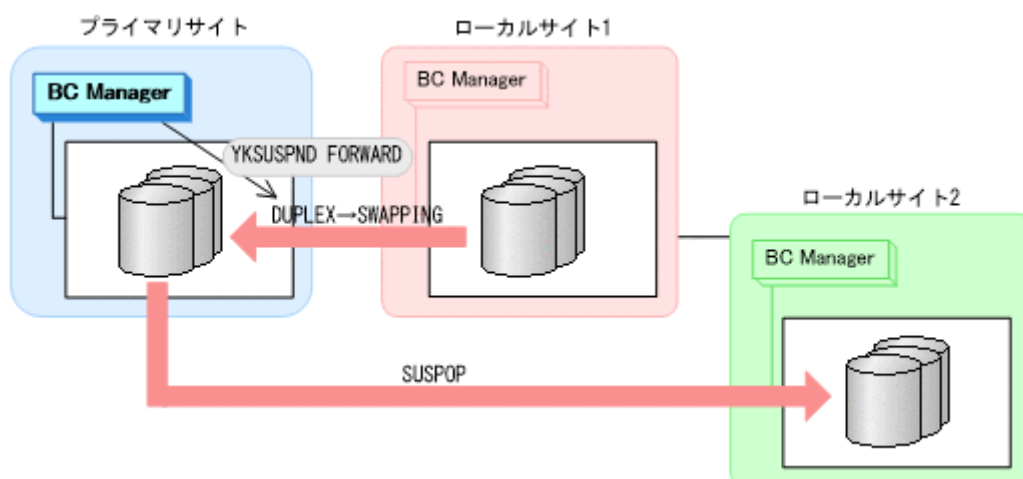 プライマリサイト
ローカルサイト1
BC Manager
BC Manager
YKSUSPND FORWARD
DUPLEX→SWAPPING
ローカルサイト2
BC Manager
SUSPOP